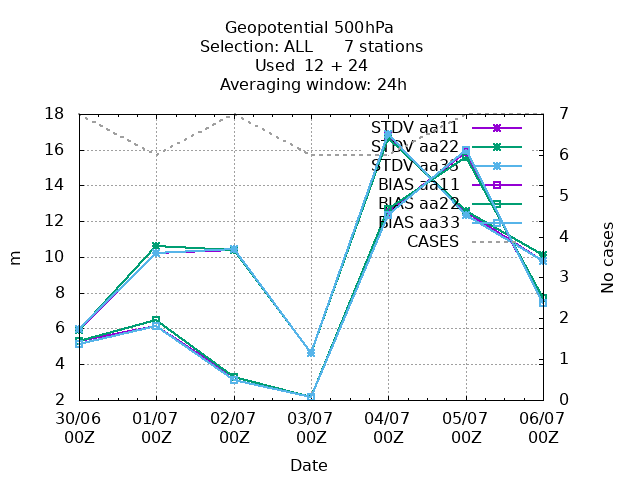 Geopotential 500hPa
Selection: ALL      7 stations
Used  12 + 24
Averaging window: 24h
18 16 14 12 10 8 6 4 2
m
7 6 5 4 3 2 1 0
No cases
STDV aa11
STDV aa22
STDV aa33
BIAS aa11
BIAS aa22
BIAS aa33
CASES
30/06 01/07 02/07 03/07 04/07 05/07 06/07
00Z 00Z 00Z 00Z 00Z 00Z 00Z
Date